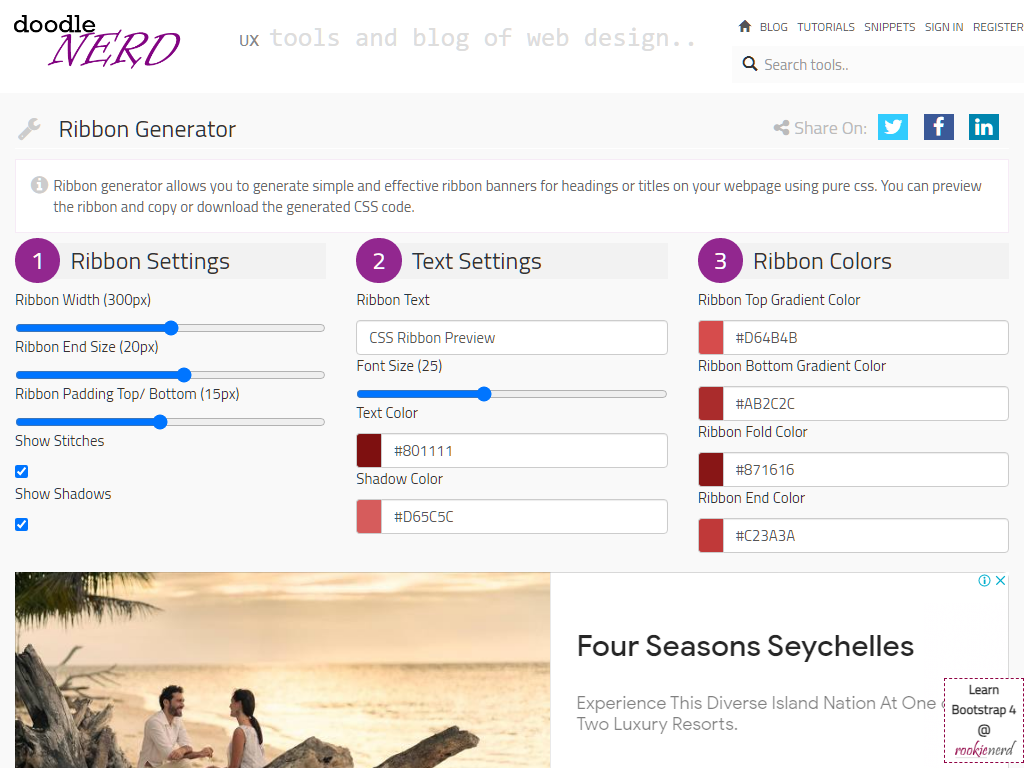 doodle
NERD
UX tools and blog of web design..
BLOG TUTORIALS SNIPPETS SIGN IN REGISTER
Search tools..
Ribbon Generator
Share On:
Ribbon generator allows you to generate simple and effective ribbon banners for headings or titles on your webpage using pure css. You can preview
the ribbon and copy or download the generated CSS code.
1 Ribbon Settings
Ribbon Width (300px)
Ribbon End Size (20px)
Ribbon Padding Top/ Bottom (15px)
Show Stitches
Show Shadows
2 Text Settings
Ribbon Text
CSS Ribbon Preview
Font Size (25)
Text Color
#801111
Shadow Color
#D65C5C
3 Ribbon Colors
Ribbon Top Gradient Color
#D64B4B
Ribbon Bottom Gradient Color
#AB2C2C
Ribbon Fold Color
#871616
Ribbon End Color
#C23A3A
Four Seasons Seychelles
Experience This Diverse Island Nation At One
Two Luxury Resorts.
Learn
Bootstrap 4
@
rookienerd